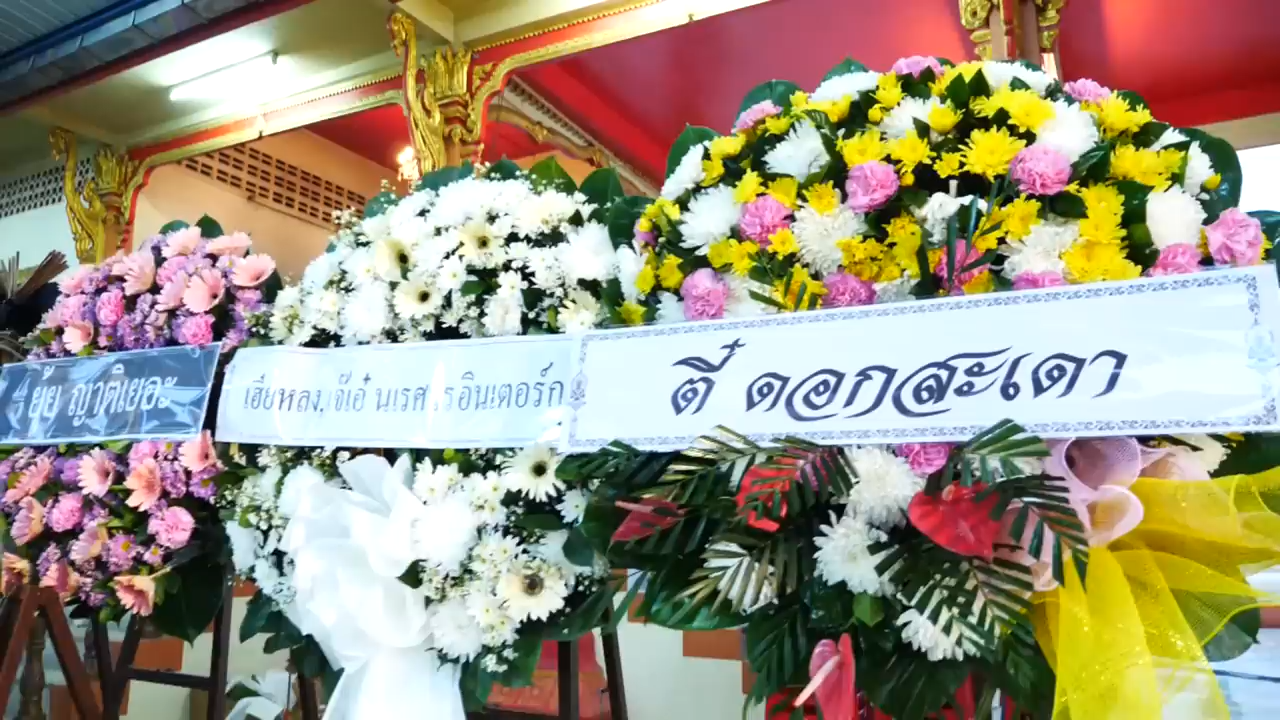 ยุ้ย ญาติเยอะ
เฮียหลง,เจ๊เอ๋ นเรศวรอินเตอร์ก
ตี๋ ดอกสะเดา